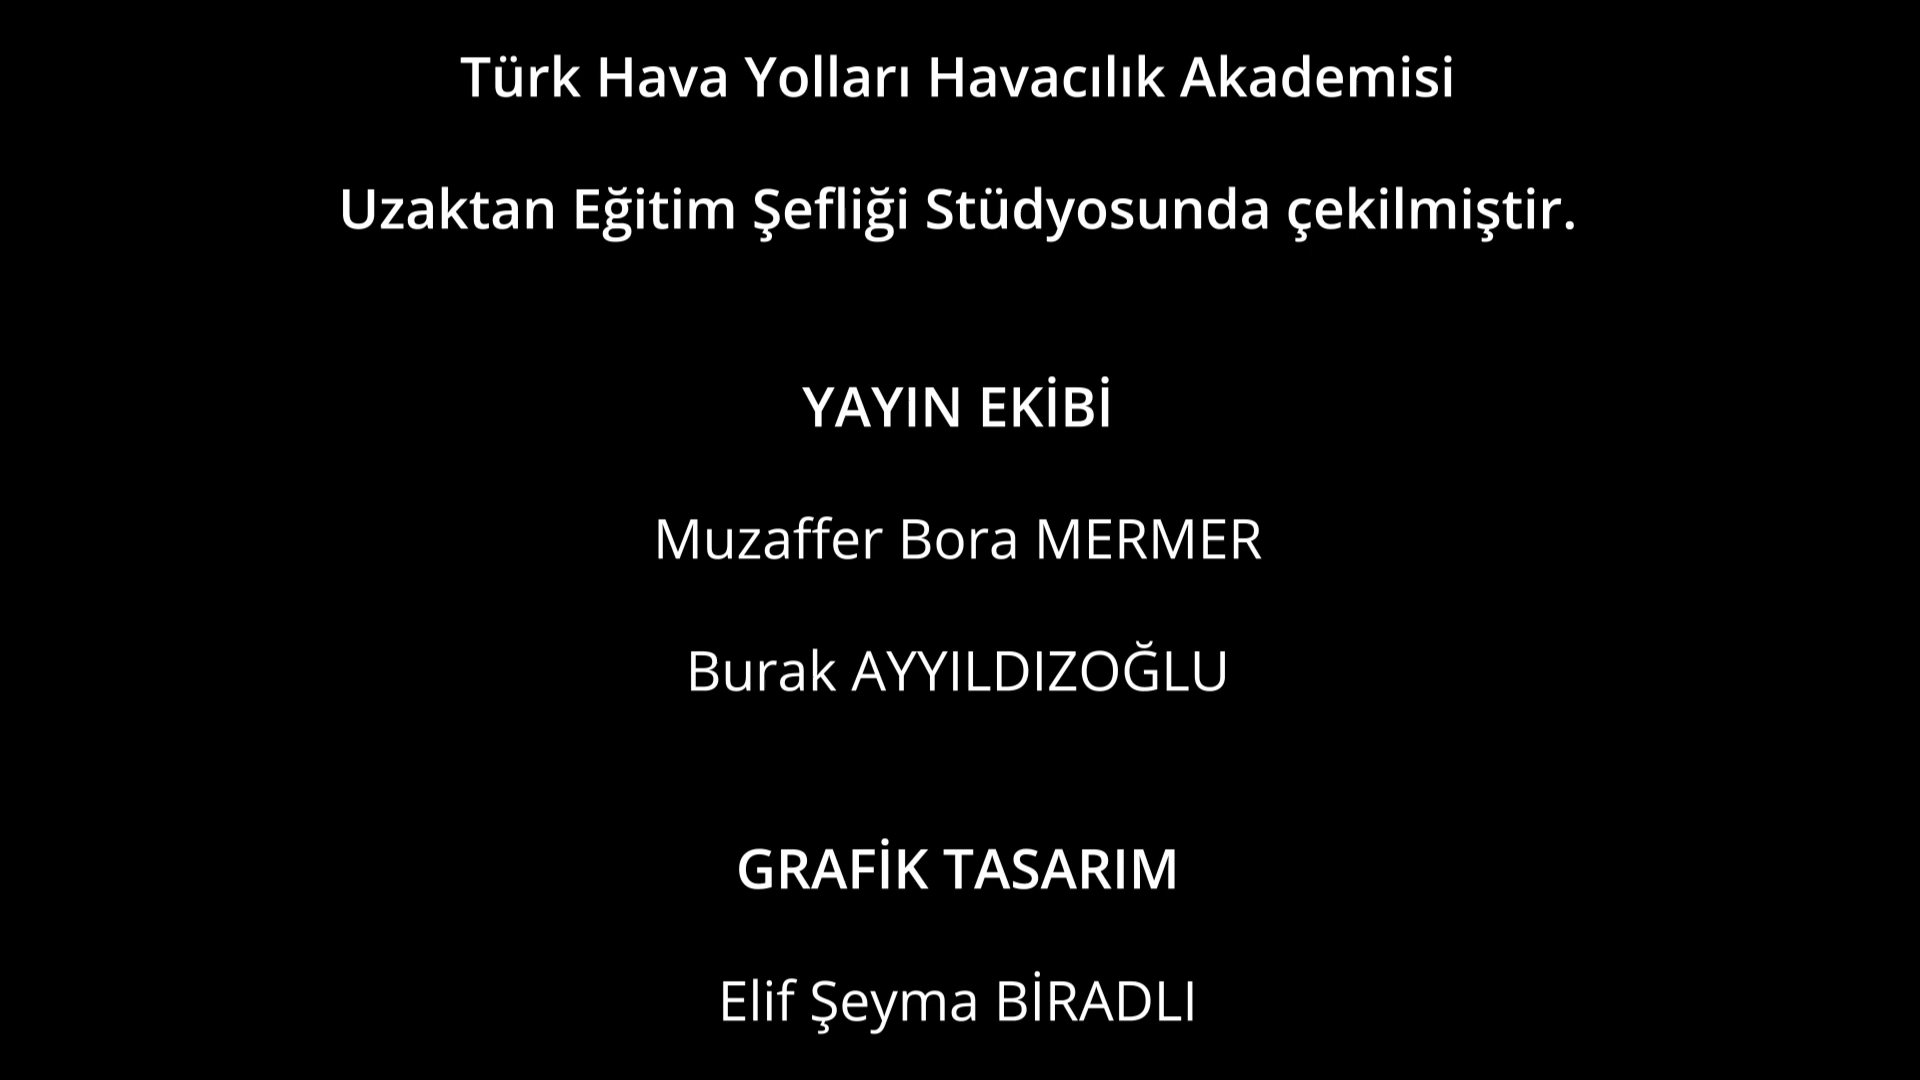 Türk Hava Yolları Havacılık Akademisi
Uzaktan Eğitim Şefliği Stüdyosunda çekilmiştir.
YAYIN EKİBİ
Muzaffer Bora MERMER
Burak AYYILDIZOĞLU
GRAFİK TASARIM
Elif Şeyma BİRADLI